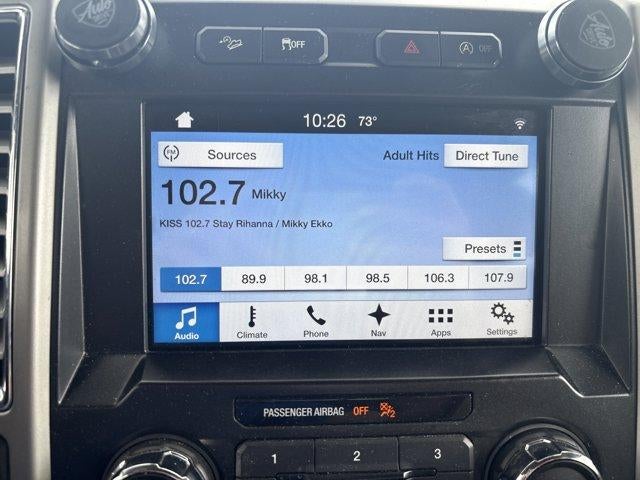 OFF
A OFF
10:26 73°
FM Sources
Adult Hits Direct Tune
102.7 Mikky
KISS 102.7 Stay Rihanna / Mikky Ekko
Presets
102.7 89.9 98.1 98.5 106.3 107.9
Audio Climate Phone Nav Apps Settings
PASSENGER AIRBAG OFF 2
1 2 3